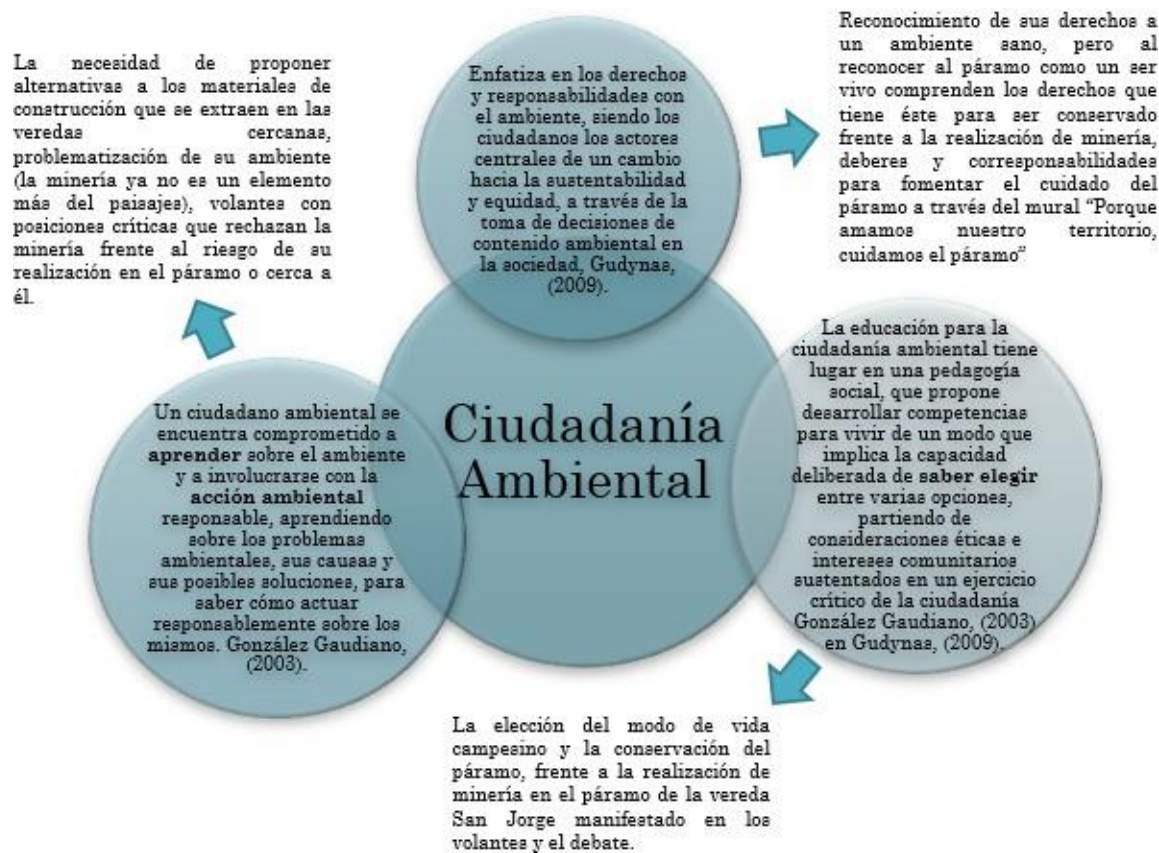 La necesidad de proponer
alternativas a los materiales de
construcción que se extraen en las
veredas cercanas,
problematización de su ambiente
(la minería ya no es un elemento
más del paisajes), volantes con
posiciones críticas que rechazan la
minería frente al riesgo de su
realización en el páramo o cerca a
él.
Enfatiza en los derechos
y responsabilidades con
el ambiente, siendo los
ciudadanos los actores
centrales de un cambio
hacia la sustentabilidad
y equidad, a través de la
toma de decisiones de
contenido ambiental en
la sociedad, Gudynas,
(2009).
Reconocimiento de sus derechos a
un ambiente sano, pero al
reconocer al páramo como un ser
vivo comprenden los derechos que
tiene éste para ser conservado
frente a la realización de minería,
deberes y corresponsabilidades
para fomentar el cuidado del
páramo a través del mural “Porque
amamos nuestro territorio,
cuidamos el páramo”
Un ciudadano ambiental se
encuentra comprometido a
aprender sobre el ambiente
y a involucrarse con la
acción ambiental
responsable, aprendiendo
sobre los problemas
ambientales, sus causas y
sus posibles soluciones, para
saber cómo actuar
responsablemente sobre los
mismos. González Gaudiano,
(2003).
Ciudadanía
Ambiental
La educación para la
ciudadanía ambiental tiene
lugar en una pedagogía
social, que propone
desarrollar competencias
para vivir de un modo que
implica la capacidad
deliberada de saber elegir
entre varias opciones,
partiendo de
consideraciones éticas e
intereses comunitarios
sustentados en un ejercicio
crítico de la ciudadanía
González Gaudiano, (2003)
en Gudynas, (2009).
La elección del modo de vida
campesino y la conservación del
páramo, frente a la realización de
minería en el páramo de la vereda
San Jorge manifestado en los
volantes y el debate.